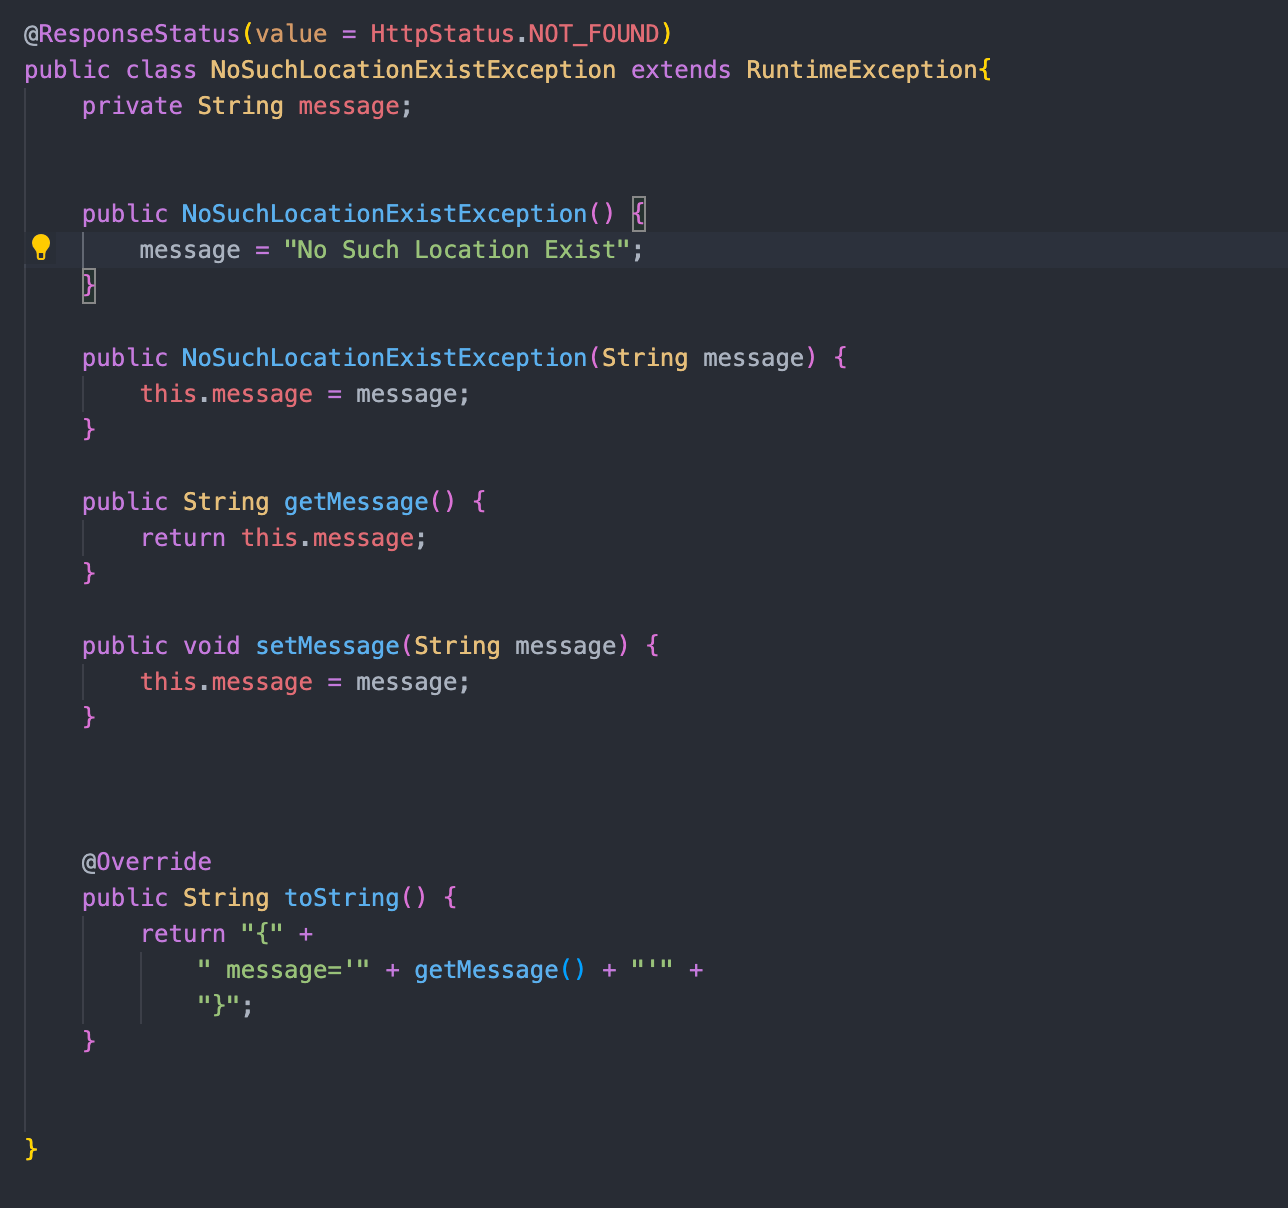 @ResponseStatus(value = HttpStatus.NOT_FOUND)
public class NoSuchLocationExistException extends RuntimeException{
    private String message;
    public NoSuchLocationExistException() {
        message = "No Such Location Exist";
    }
    public NoSuchLocationExistException(String message) {
        this.message = message;
    }
    public String getMessage() {
        return this.message;
    }
    public void setMessage(String message) {
        this.message = message;
    }
    @Override
    public String toString() {
        return "{" +
            " message='" + getMessage() + "'" +
            "}";
    }
}